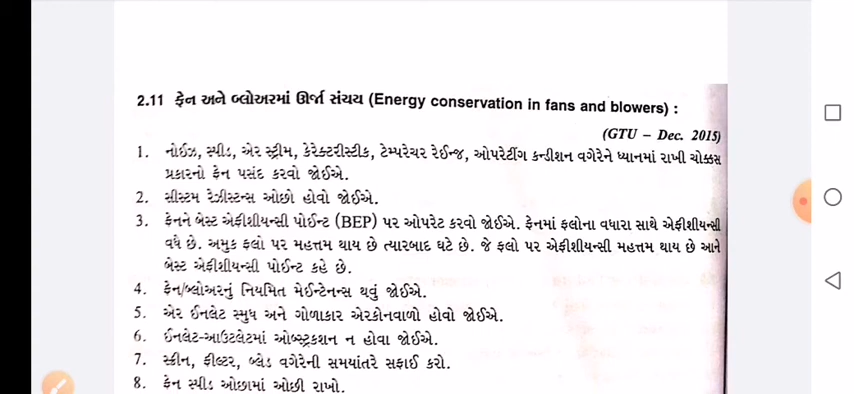 2.11 ફેન અને બ્લોઅરમાં ઊર્જા સંચય (Energy conservation in fans and blowers) :
(GTU – Dec. 2015)
1. નોઈઝ, સ્પીડ, એર સ્ટ્રીમ, કેરેક્ટરીસ્ટીક, ટેમ્પરેચર રેઈન્જ, ઓપરેટીંગ કન્ડીશન વગેરેને ધ્યાનમાં રાખી ચોક્કસ
પ્રકારનો ફેન પસંદ કરવો જોઈએ.
2. સીસ્ટમ રેઝીસ્ટન્સ ઓછો હોવો જોઈએ.
3. ફેનને બેસ્ટ એફીશીયન્સી પોઈન્ટ (BEP) પર ઓપરેટ કરવો જોઈએ. ફેનમાં ફલોના વધારા સાથે એફીશીયન્સી
વધે છે. અમુક ફલો પર મહત્તમ થાય છે ત્યારબાદ ઘટે છે. જે ફલો પર એફીશીયન્સી મહત્તમ થાય છે આને
બેસ્ટ એફીશીયન્સી પોઈન્ટ કહે છે.
4. ફેન/બ્લોઅરનું નિયમિત મેઈન્ટેનન્સ થવું જોઈએ.
5. એર ઈનલેટ સ્મુધ અને ગોળાકાર એરકોનવાળો હોવો જોઈએ.
6. ઈનલેટ-આઉટલેટમાં ઓબ્સ્ટ્રકશન ન હોવા જોઈએ.
7. સ્ક્રીન, ફીલ્ટર, બ્લેડ વગેરેની સમયાંતરે સફાઈ કરો.
8. ફેન સ્પીડ ઓછામાં ઓછી રાખો.